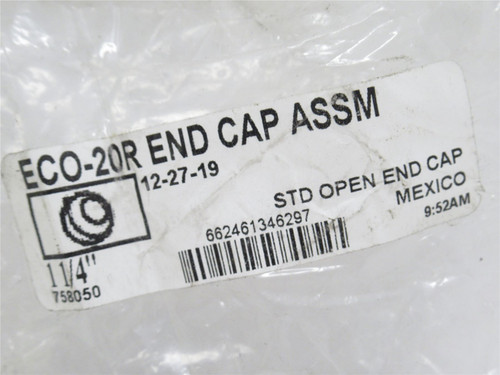 ECO-20R END CAP ASSM
12-27-19
STD OPEN END CAP
MEXICO
9:52AM
662461346297
1 1/4"
758050